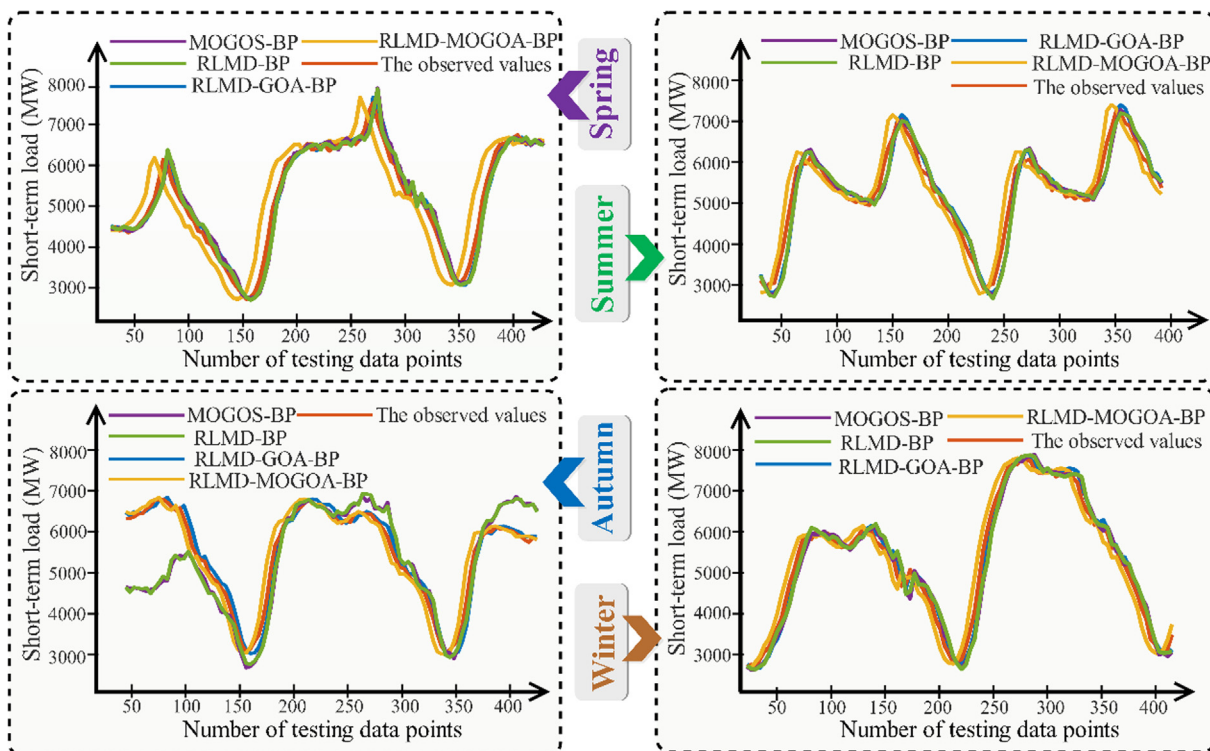 MOGOS-BP RLMD-MOGOA-BP
RLMD-BP The observed values
RLMD-GOA-BP
Short-term load (MW)
8000
7000
6000
5000
4000
3000
50 100 150 200 250 300 350 400
Number of testing data points
Spring
Summer
MOGOS-BP RLMD-GOA-BP
RLMD-BP RLMD-MOGOA-BP
The observed values
Short-term load (MW)
8000
7000
6000
5000
4000
3000
50 100 150 200 250 300 350 400
Number of testing data points
MOGOS-BP The observed values
RLMD-BP
RLMD-GOA-BP
RLMD-MOGOA-BP
Short-term load (MW)
8000
7000
6000
5000
4000
3000
50 100 150 200 250 300 350 400
Number of testing data points
Autumn
Winter
MOGOS-BP RLMD-MOGOA-BP
RLMD-BP The observed values
RLMD-GOA-BP
Short-term load (MW)
8000
7000
6000
5000
4000
3000
50 100 150 200 250 300 350 400
Number of testing data points